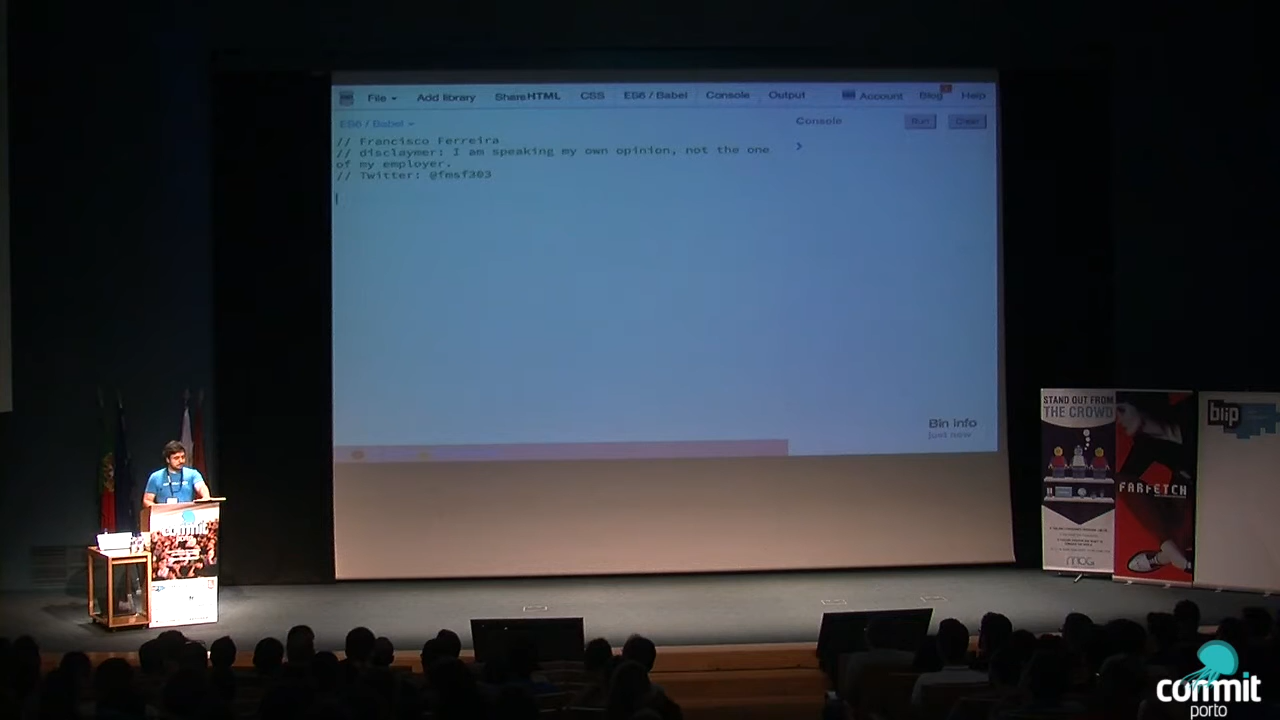 File Add library Share HTML CSS ES6 / Babel Console Output Account Blog Help
ES6 / Babel
Console Run Clear
// Francisco Ferreira
// disclaymer: I am speaking my own opinion, not the one
of my employer.
// Twitter: @fmsf303
Bin info
just now
STAND OUT FROM
THE CROWD
FARFETCH
blip
commit
porto
commit
porto